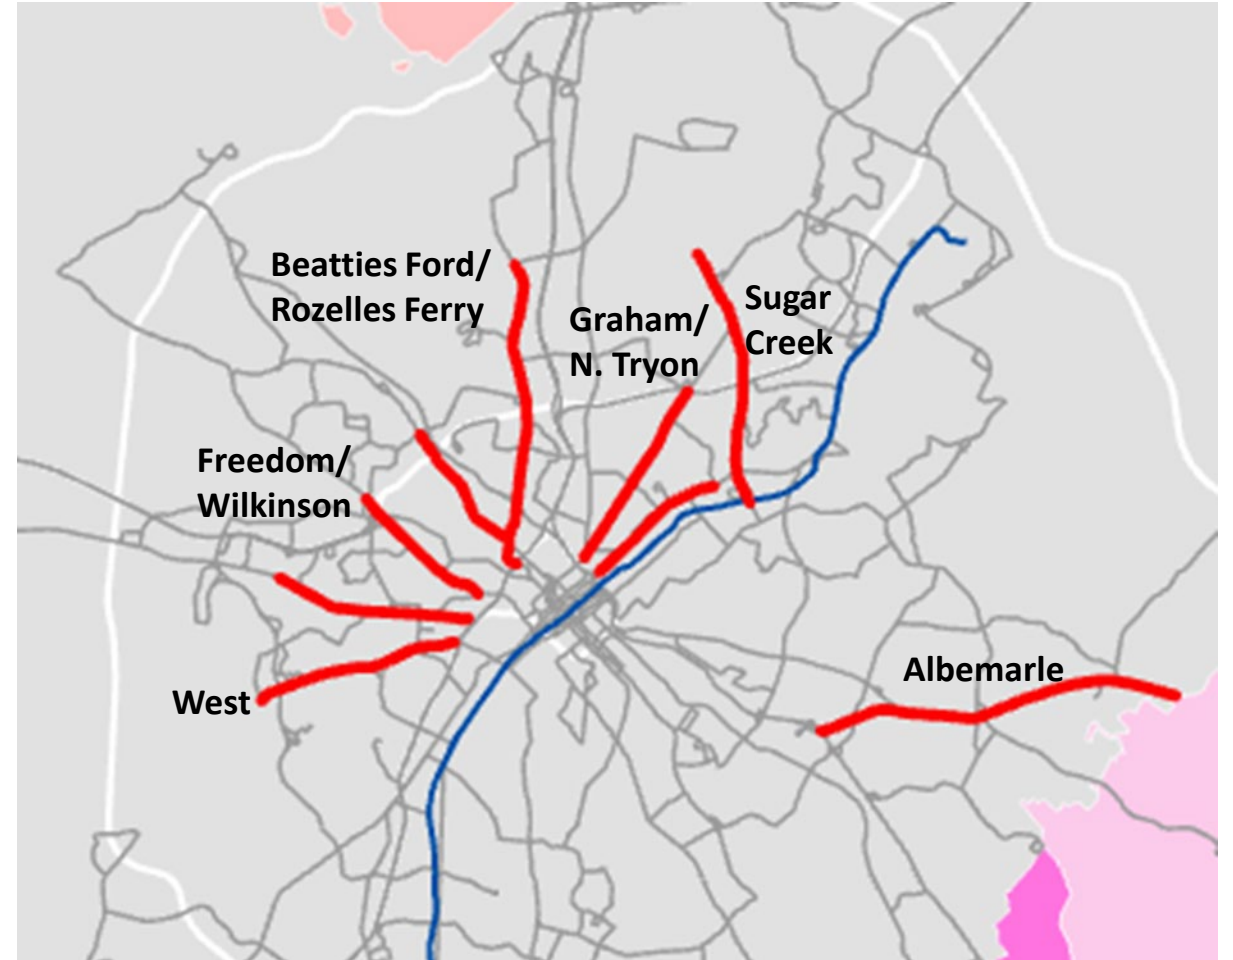 Beatties Ford/
Rozelles Ferry
Graham/
N. Tryon
Sugar
Creek
Freedom/
Wilkinson
West
Albemarle